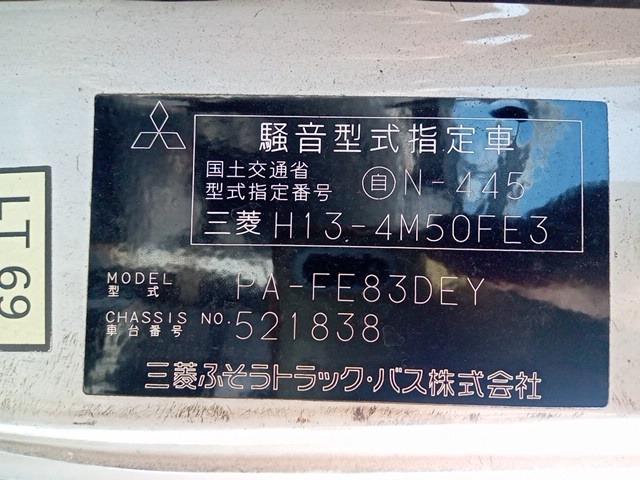 騒音型式指定車
国土交通省
型式指定番号 自N-445
三菱 H13-4M50FE3
MODEL
型式 PA-FE83DEY
CHASSIS NO.
車台番号 521838
三菱ふそうトラック・バス株式会社
LT69